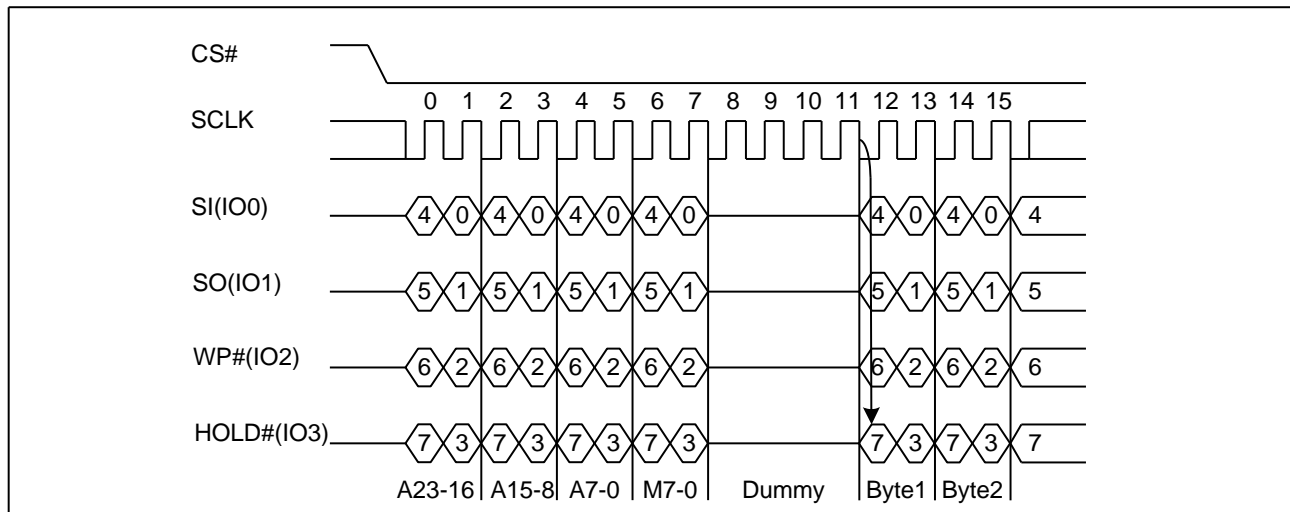 CS#
0 1 2 3 4 5 6 7 8 9 10 11 12 13 14 15
SCLK
SI(IO0) 4 0 4 0 4 0 4 0 4 0 4 0 4
SO(IO1) 5 1 5 1 5 1 5 1 5 1 5 1 5
WP#(IO2) 6 2 6 2 6 2 6 2 6 2 6 2 6
HOLD#(IO3) 7 3 7 3 7 3 7 3 7 3 7 3 7
A23-16 A15-8 A7-0 M7-0 Dummy Byte1 Byte2